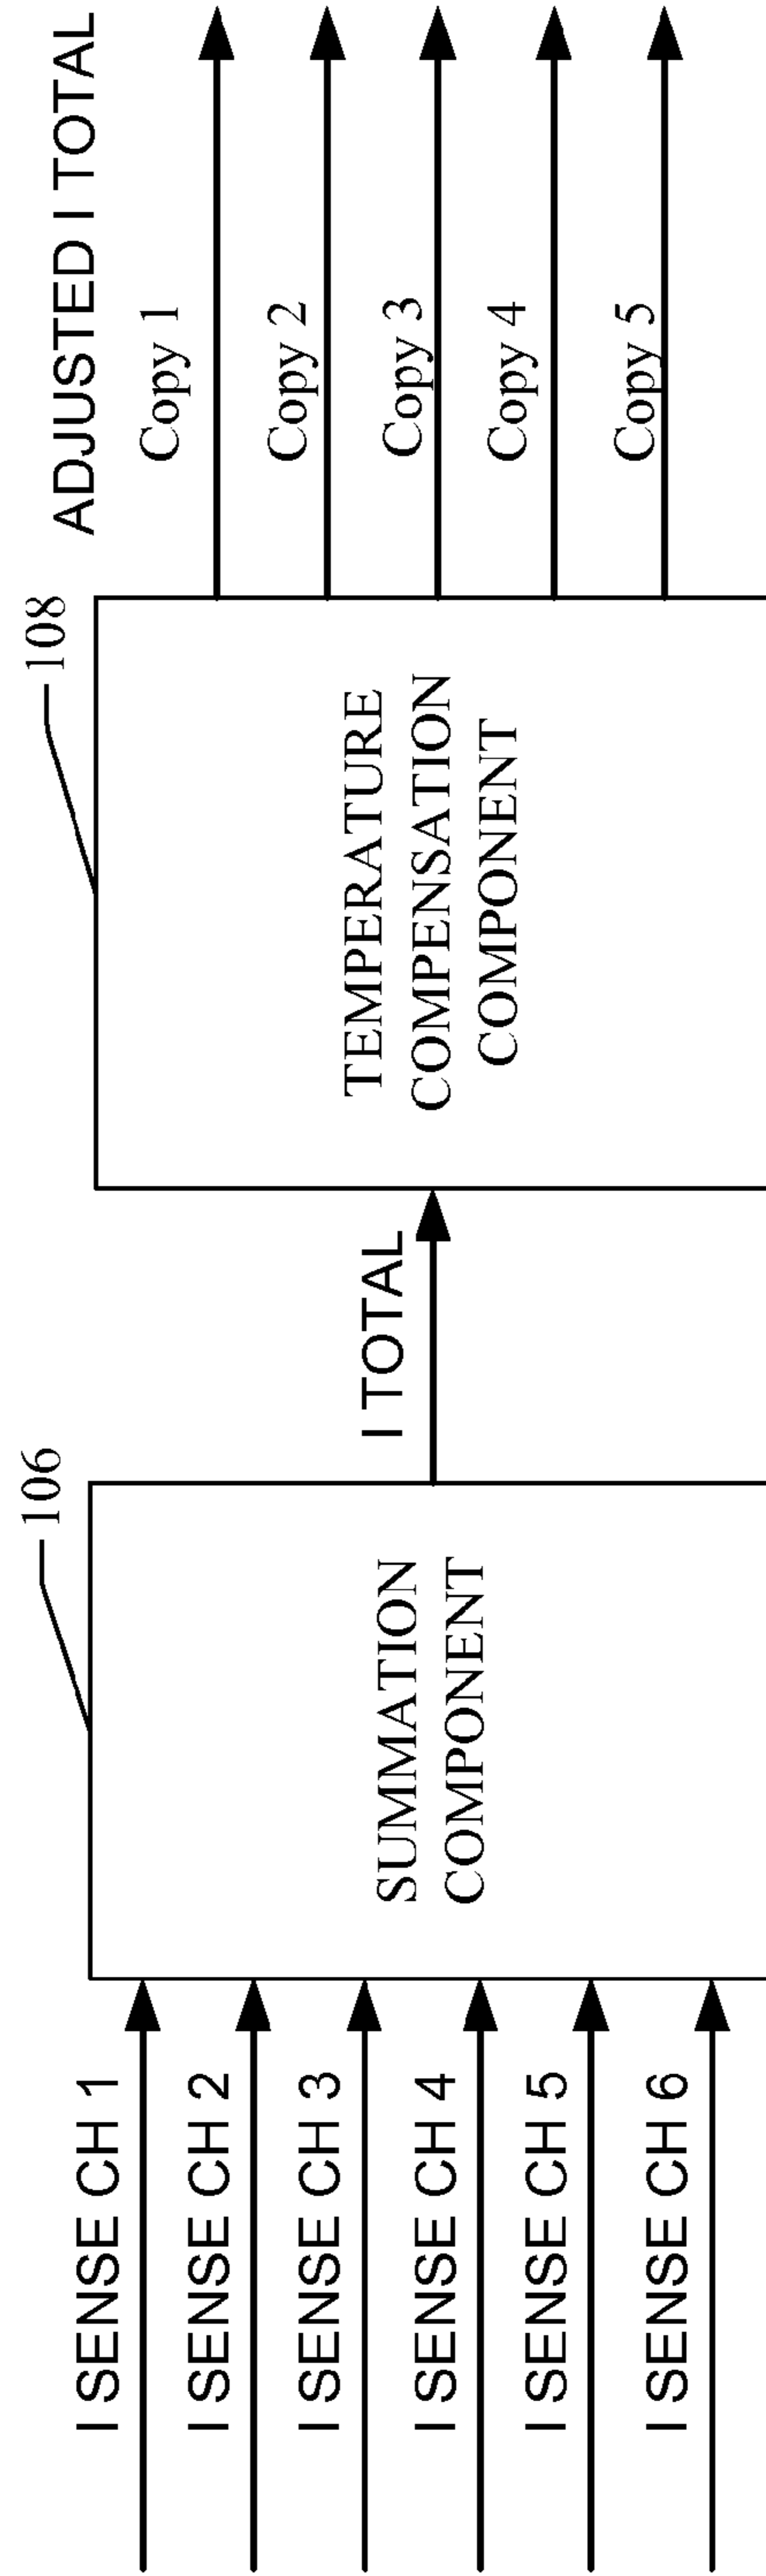 I SENSE CH 1
I SENSE CH 2
I SENSE CH 3
I SENSE CH 4
I SENSE CH 5
I SENSE CH 6
106
SUMMATION
COMPONENT
I TOTAL
108
TEMPERATURE
COMPENSATION
COMPONENT
ADJUSTED I TOTAL
Copy 1
Copy 2
Copy 3
Copy 4
Copy 5